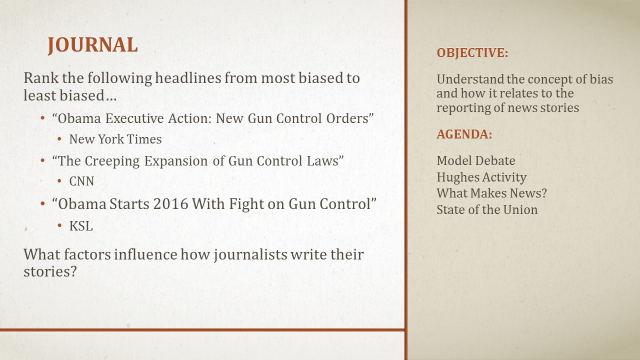 JOURNAL
Rank the following headlines from most biased to
least biased…
• “Obama Executive Action: New Gun Control Orders”
• New York Times
• “The Creeping Expansion of Gun Control Laws”
• CNN
• “Obama Starts 2016 With Fight on Gun Control”
• KSL
What factors influence how journalists write their
stories?
OBJECTIVE:
Understand the concept of bias
and how it relates to the
reporting of news stories
AGENDA:
Model Debate
Hughes Activity
What Makes News?
State of the Union